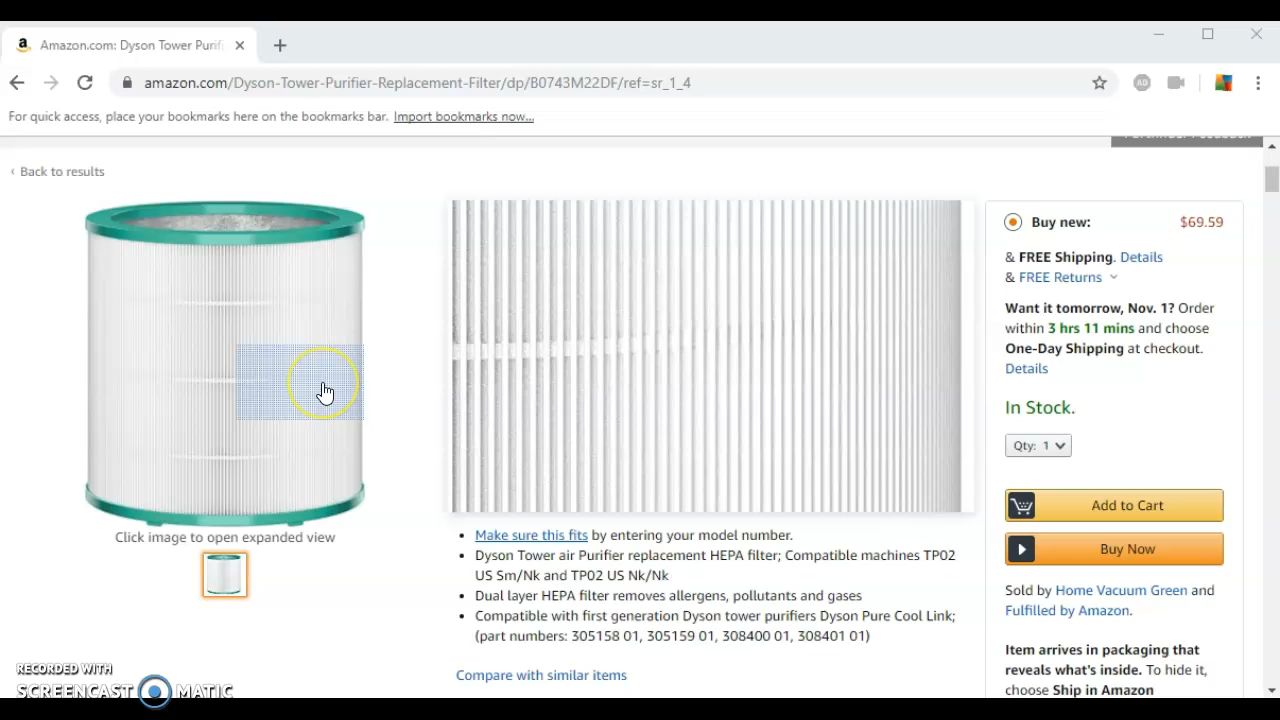 Amazon.com: Dyson Tower Purif
amazon.com/Dyson-Tower-Purifier-Replacement-Filter/dp/B0743M22DF/ref=sr_1_4
AD
For quick access, place your bookmarks here on the bookmarks bar. Import bookmarks now...
‹ Back to results
Click image to open expanded view
Make sure this fits by entering your model number.
Dyson Tower air Purifier replacement HEPA filter; Compatible machines TP02
US Sm/Nk and TP02 US Nk/Nk
Dual layer HEPA filter removes allergens, pollutants and gases
Compatible with first generation Dyson tower purifiers Dyson Pure Cool Link;
(part numbers: 305158 01, 305159 01, 308400 01, 308401 01)
Compare with similar items
Buy new: $69.59
& FREE Shipping. Details
& FREE Returns
Want it tomorrow, Nov. 1? Order
within 3 hrs 11 mins and choose
One-Day Shipping at checkout.
Details
In Stock.
Qty: 1
Add to Cart
Buy Now
Sold by Home Vacuum Green and
Fulfilled by Amazon.
Item arrives in packaging that
reveals what's inside. To hide it,
choose Ship in Amazon
RECORDED WITH
SCREENCAST MATIC